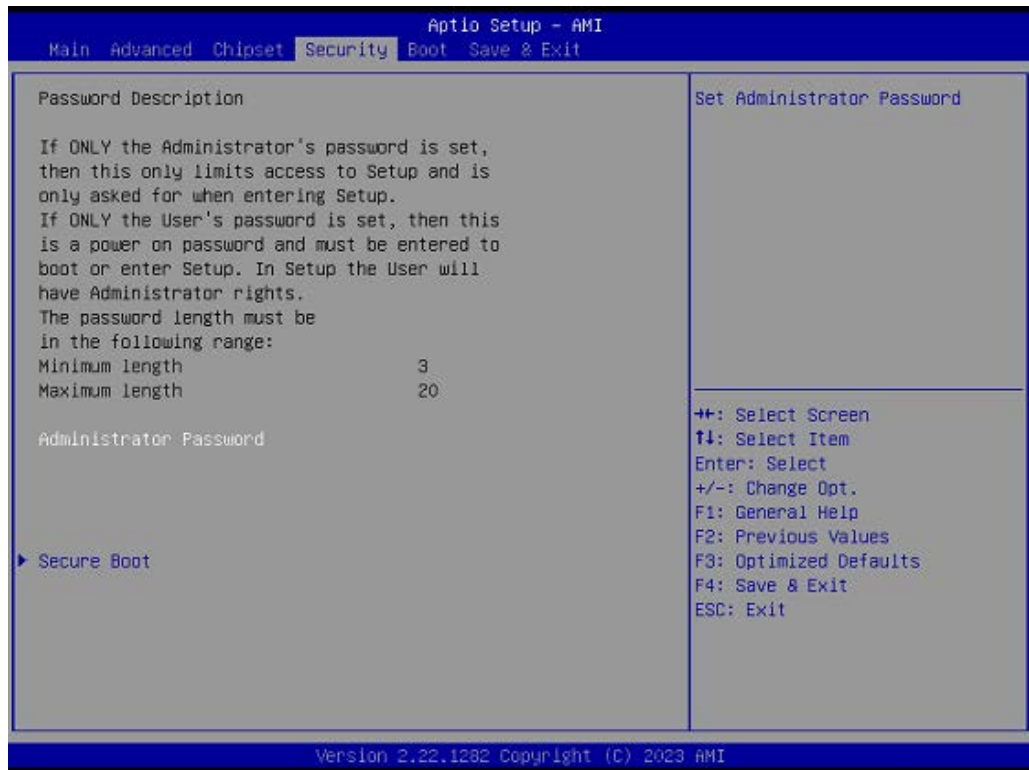 Aptio Setup – AMI
Main Advanced Chipset Security Boot Save & Exit
Password Description
If ONLY the Administrator's password is set,
then this only limits access to Setup and is
only asked for when entering Setup.
If ONLY the User's password is set, then this
is a power on password and must be entered to
boot or enter Setup. In Setup the User will
have Administrator rights.
The password length must be
in the following range:
Minimum length 3
Maximum length 20
Administrator Password
Secure Boot
Set Administrator Password
→←: Select Screen
↑↓: Select Item
Enter: Select
+/-: Change Opt.
F1: General Help
F2: Previous Values
F3: Optimized Defaults
F4: Save & Exit
ESC: Exit
Version 2.22.1282 Copyright (C) 2023 AMI